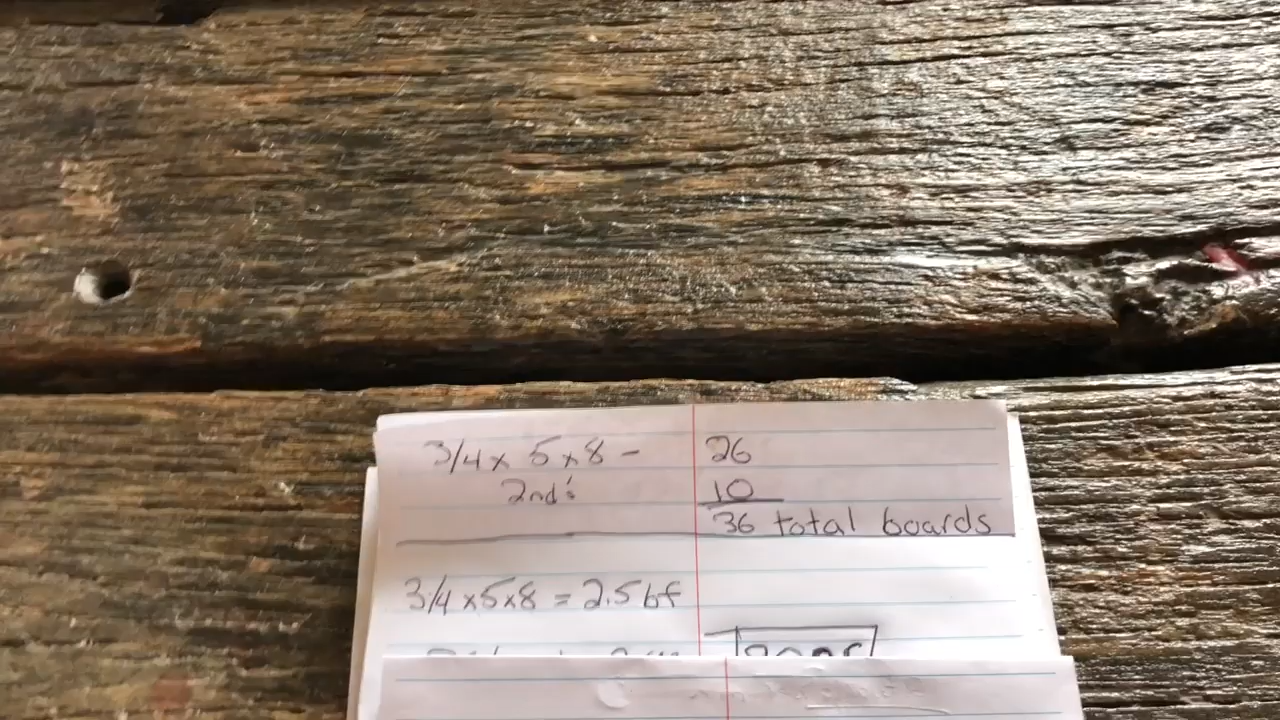 3/4 x 5 x 8 - 26
2nd's 10
36 total boards
3/4 x 5 x 8 = 2.5 bf